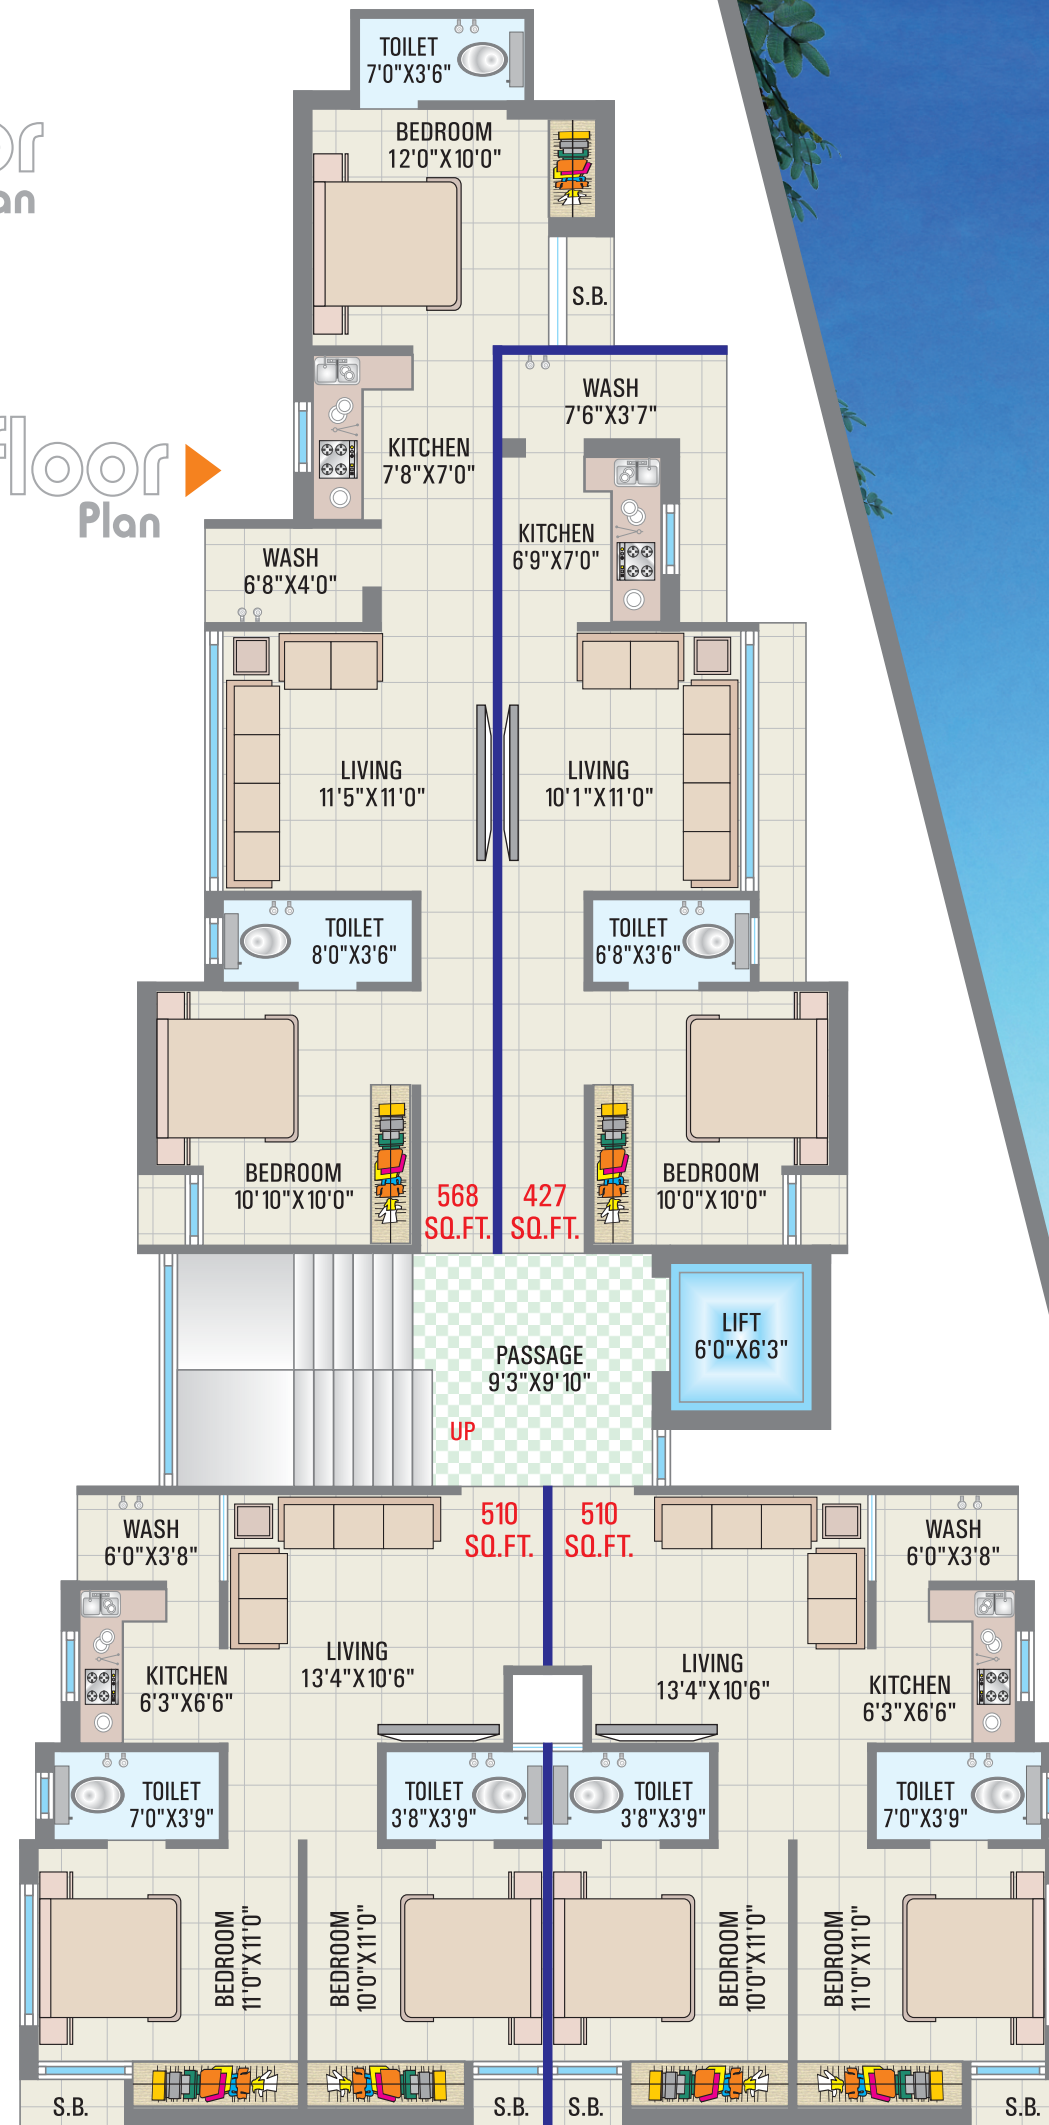 TOILET
7'0"X3'6"
BEDROOM
12'0"X10'0"
an
S.B.
WASH
7'6"X3'7"
KITCHEN
7'8"X7'0"
floor
Plan
KITCHEN
6'9"X7'0"
WASH
6'8"X4'0"
LIVING
11'5"X11'0"
LIVING
10'1"X11'0"
TOILET
8'0"X3'6"
TOILET
6'8"X3'6"
BEDROOM
10'10"X10'0"
568
SQ.FT.
427
SQ.FT.
BEDROOM
10'0"X10'0"
LIFT
6'0"X6'3"
PASSAGE
9'3"X9'10"
UP
510
SQ.FT.
510
SQ.FT.
WASH
6'0"X3'8"
WASH
6'0"X3'8"
LIVING
13'4"X10'6"
LIVING
13'4"X10'6"
KITCHEN
6'3"X6'6"
KITCHEN
6'3"X6'6"
TOILET
7'0"X3'9"
TOILET
3'8"X3'9"
TOILET
3'8"X3'9"
TOILET
7'0"X3'9"
BEDROOM
11'0"X11'0"
BEDROOM
10'0"X11'0"
BEDROOM
10'0"X11'0"
BEDROOM
11'0"X11'0"
S.B.
S.B.
S.B.
S.B.